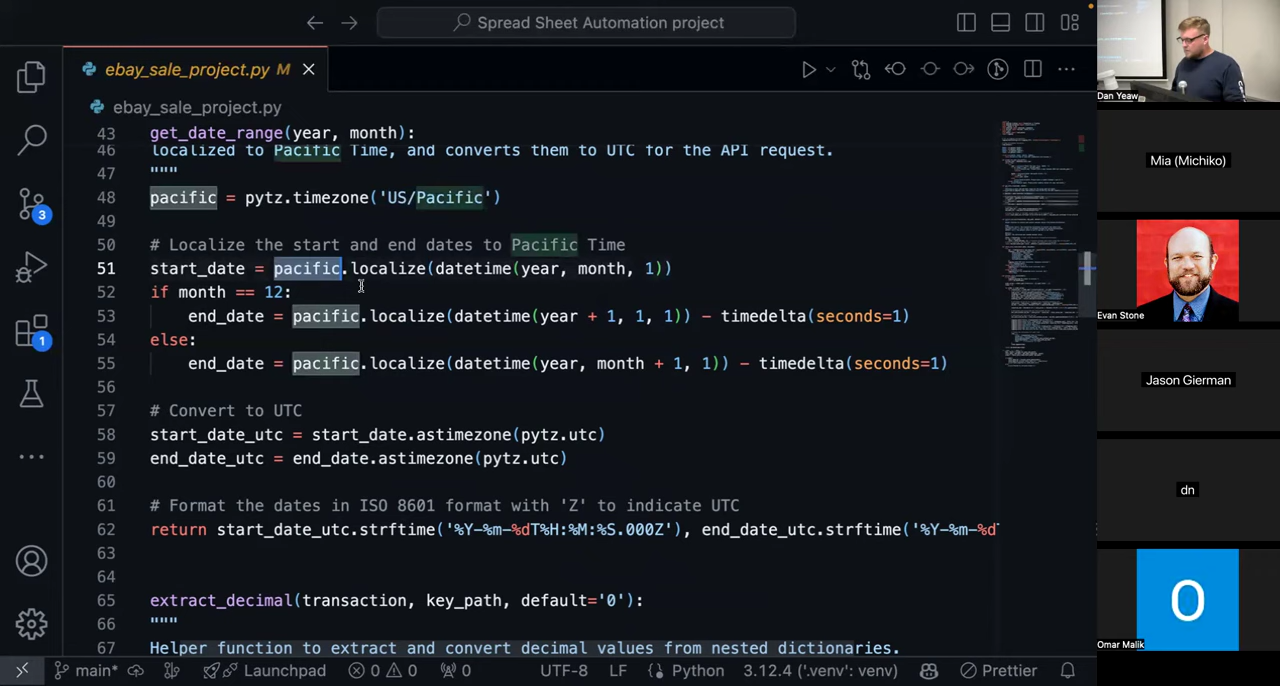 Spread Sheet Automation project
ebay_sale_project.py M
ebay_sale_project.py
43 get_date_range(year, month):
46 localized to Pacific Time, and converts them to UTC for the API request.
47 """
48 pacific = pytz.timezone('US/Pacific')
49
50 # Localize the start and end dates to Pacific Time
51 start_date = pacific.localize(datetime(year, month, 1))
52 if month == 12:
53 end_date = pacific.localize(datetime(year + 1, 1, 1)) - timedelta(seconds=1)
54 else:
55 end_date = pacific.localize(datetime(year, month + 1, 1)) - timedelta(seconds=1)
56
57 # Convert to UTC
58 start_date_utc = start_date.astimezone(pytz.utc)
59 end_date_utc = end_date.astimezone(pytz.utc)
60
61 # Format the dates in ISO 8601 format with 'Z' to indicate UTC
62 return start_date_utc.strftime('%Y-%m-%dT%H:%M:%S.000Z'), end_date_utc.strftime('%Y-%m-%dT
63
64
65 extract_decimal(transaction, key_path, default='0'):
66 """
67 Helper function to extract and convert decimal values from nested dictionaries.
3
1
main* Launchpad 0 0 0 UTF-8 LF Python 3.12.4 ('.venv': venv) Prettier
Dan Yeaw
Mia (Michiko)
Evan Stone
Jason Gierman
dn
O
Omar Malik